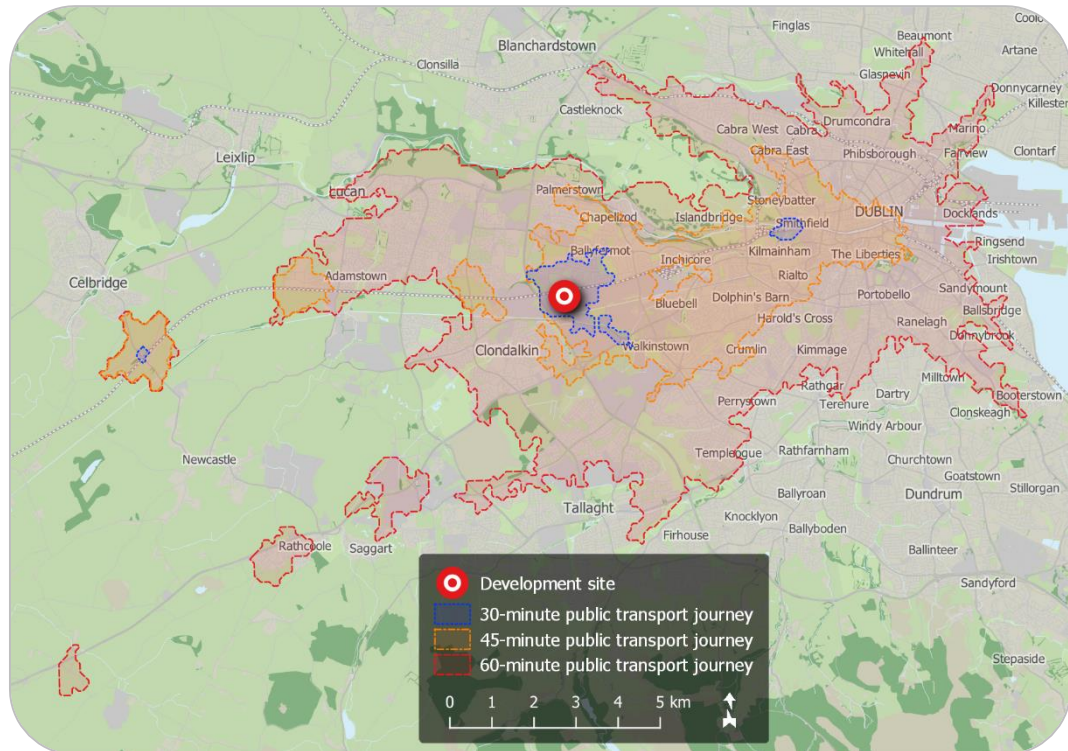 Finglas
Coolo
Beaumont
Whitehall
Artane
Blanchardstown
Clonsilla
Glasnevin
Donnycarney
Killester
Castleknock
Drumcondra
Cabra West
Cabra
Marino
Cabra East
Phibsborough
Fairview
Clontarf
Leixlip
Lucan
Palmerstown
Stoneybatter
Chapelizod
Islandbridge
Smithfield
DUBLIN
Docklands
Ballyfermot
Kilmainham
The Liberties
Ringsend
Irishtown
Inchicore
Adamstown
Rialto
Celbridge
Bluebell
Dolphin's Barn
Portobello
Sandymount
Harold's Cross
Ballsbridge
Ranelagh
Donnybrook
Clondalkin
Walkinstown
Crumlin
Kimmage
Milltown
Rathgar
Dartry
Booterstown
Perrystown
Terenure
Clonskeagh
Windy Arbour
Templeogue
Rathfarnham
Newcastle
Churchtown
Goatstown
Stillorgan
Ballyroan
Dundrum
Tallaght
Knocklyon
Firhouse
Ballyboden
Rathcoole
Saggart
Ballinteer
Sandyford
Stepaside
Development site
30-minute public transport journey
45-minute public transport journey
60-minute public transport journey
0 1 2 3 4 5 km